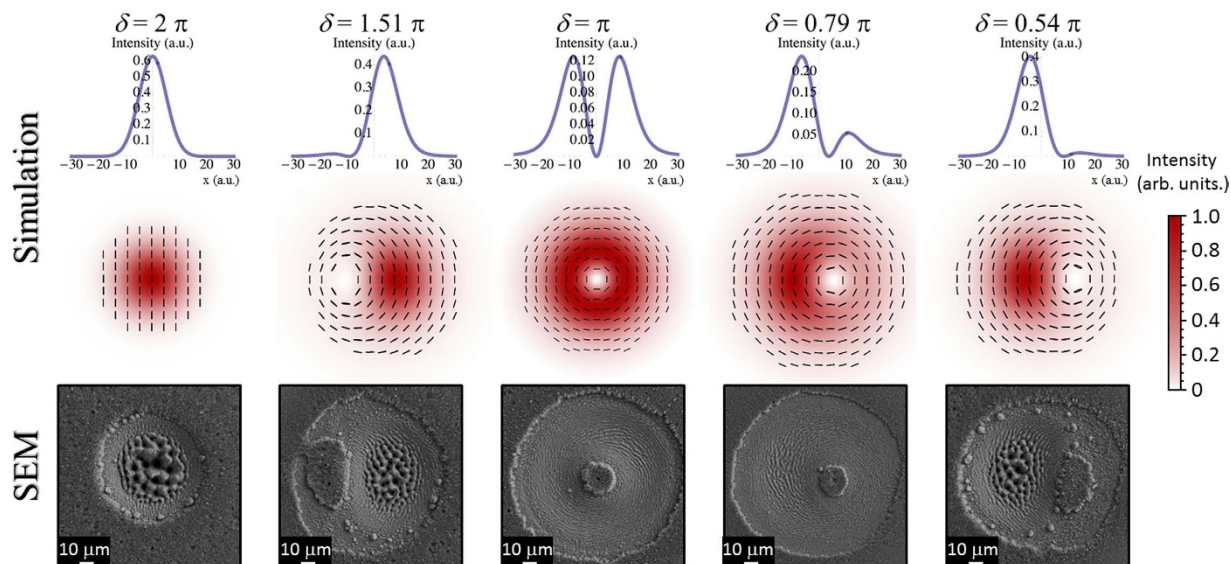 δ = 2 π
δ = 1.51 π
δ = π
δ = 0.79 π
δ = 0.54 π
Simulation
Intensity (a.u.)
0.6
0.5
0.4
0.3
0.2
0.1
−30 −20 −10 0 10 20 30
x (a.u.)
Intensity (a.u.)
0.4
0.3
0.2
0.1
−30 −20 −10 0 10 20 30
x (a.u.)
Intensity (a.u.)
0.12
0.10
0.08
0.06
0.04
0.02
−30 −20 −10 0 10 20 30
x (a.u.)
Intensity (a.u.)
0.20
0.15
0.10
0.05
−30 −20 −10 0 10 20 30
x (a.u.)
Intensity (a.u.)
0.4
0.3
0.2
0.1
−30 −20 −10 0 10 20 30
x (a.u.)
Intensity
(arb. units.)
1.0
0.8
0.6
0.4
0.2
0
SEM
10 μm
10 μm
10 μm
10 μm
10 μm